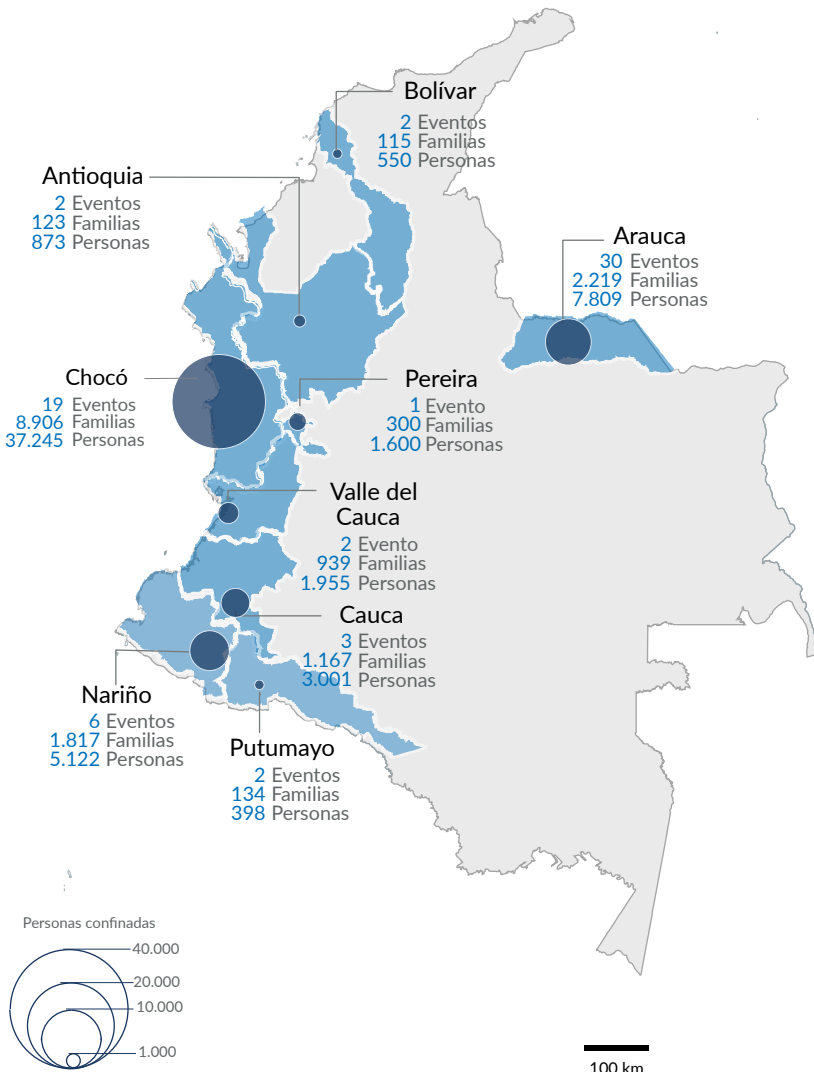 Bolívar
2 Eventos
115 Familias
550 Personas
Antioquia
2 Eventos
123 Familias
873 Personas
Arauca
30 Eventos
2.219 Familias
7.809 Personas
Chocó
19 Eventos
8.906 Familias
37.245 Personas
Pereira
1 Evento
300 Familias
1.600 Personas
Valle del
Cauca
2 Evento
939 Familias
1.955 Personas
Cauca
3 Eventos
1.167 Familias
3.001 Personas
Nariño
6 Eventos
1.817 Familias
5.122 Personas
Putumayo
2 Eventos
134 Familias
398 Personas
Personas confinadas
40.000
20.000
10.000
1.000
100 km